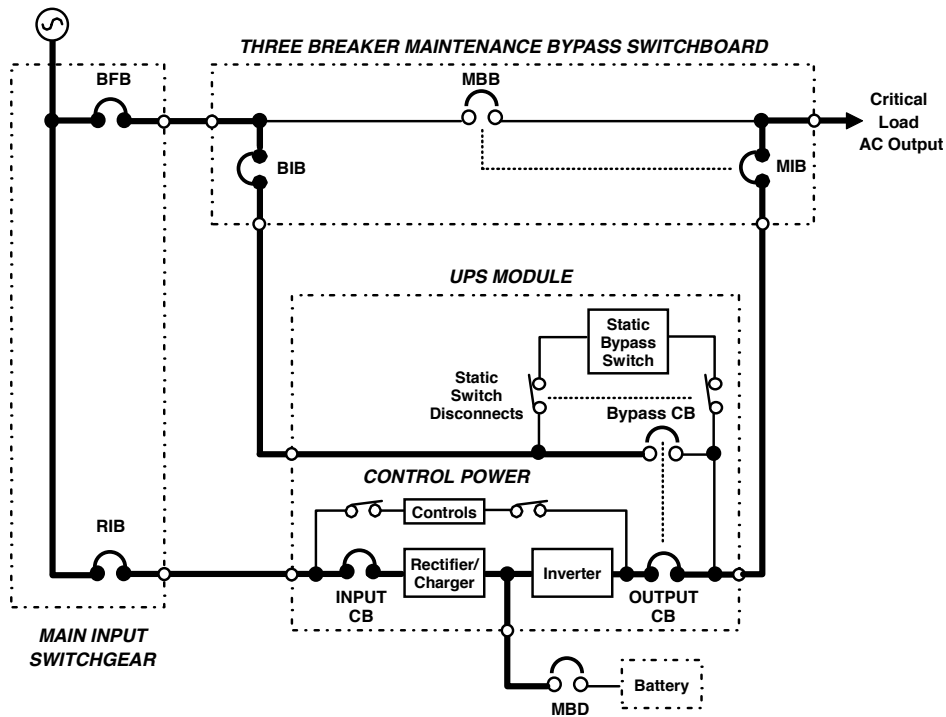 THREE BREAKER MAINTENANCE BYPASS SWITCHBOARD
BFB
MBB
Critical
Load
AC Output
BIB
MIB
UPS MODULE
Static
Bypass
Switch
Static
Switch
Disconnects
Bypass CB
CONTROL POWER
Controls
RIB
Rectifier/
Charger
Inverter
INPUT
CB
OUTPUT
CB
MAIN INPUT
SWITCHGEAR
Battery
MBD